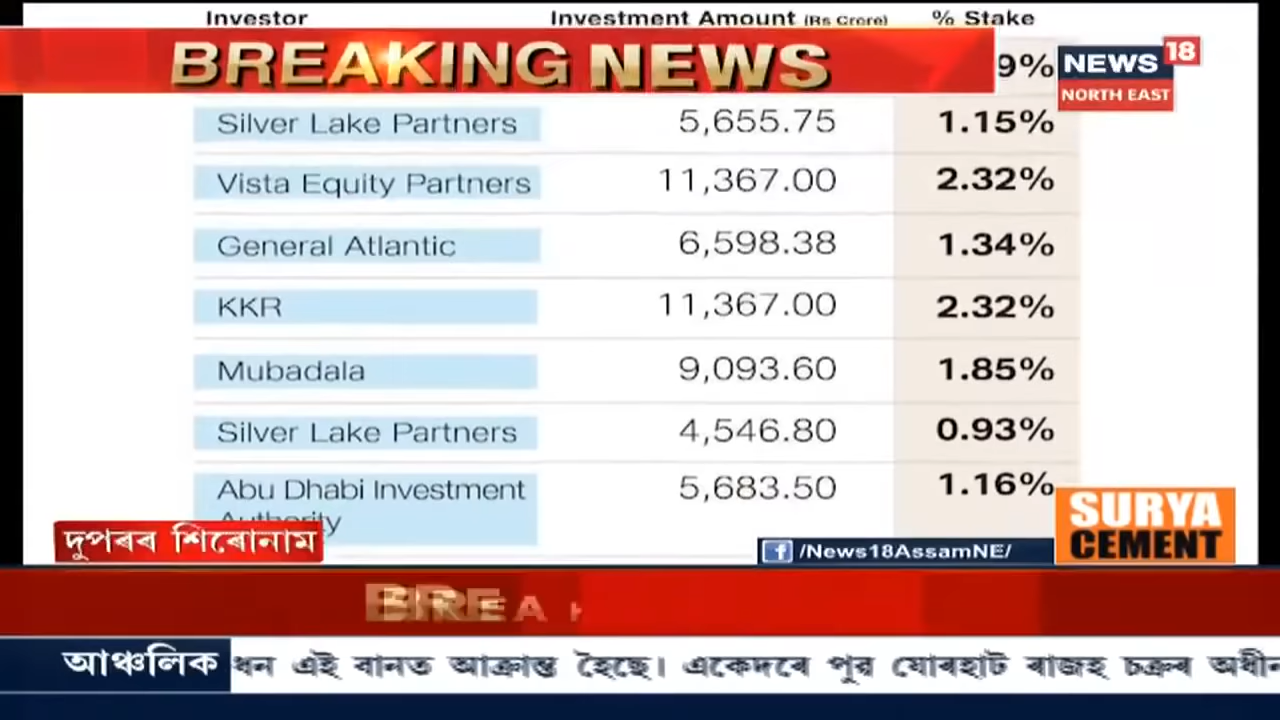 Investor Investment Amount (Rs Crore) % Stake
BREAKING NEWS
9%
NEWS 18
NORTH EAST
Silver Lake Partners 5,655.75 1.15%
Vista Equity Partners 11,367.00 2.32%
General Atlantic 6,598.38 1.34%
KKR 11,367.00 2.32%
Mubadala 9,093.60 1.85%
Silver Lake Partners 4,546.80 0.93%
Abu Dhabi Investment 5,683.50 1.16%
Authority
দুপৰৰ শিৰোনাম
/News18AssamNE/
SURYA
CEMENT
আঞ্চলিক ধন এই বানত আক্ৰান্ত হৈছে। একেদৰে পুৱ যোৰহাট ৰাজহ চক্ৰৰ অধীন